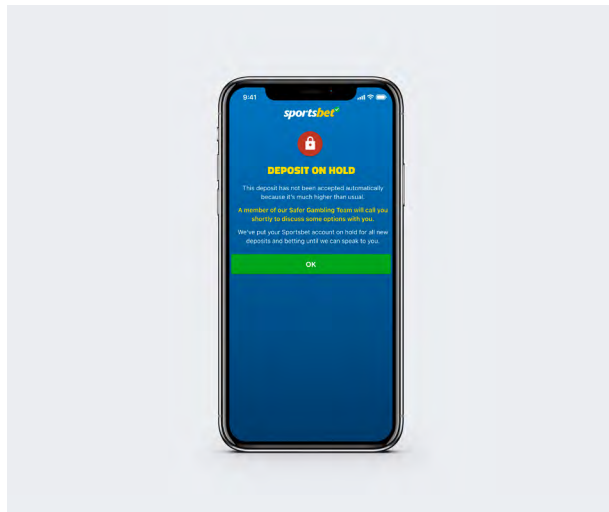 9:41
sportsbet
DEPOSIT ON HOLD
This deposit has not been accepted automatically
because it's much higher than usual.
A member of our Safer Gambling Team will call you
shortly to discuss some options with you.
We've put your Sportsbet account on hold for all new
deposits and betting until we can speak to you.
OK